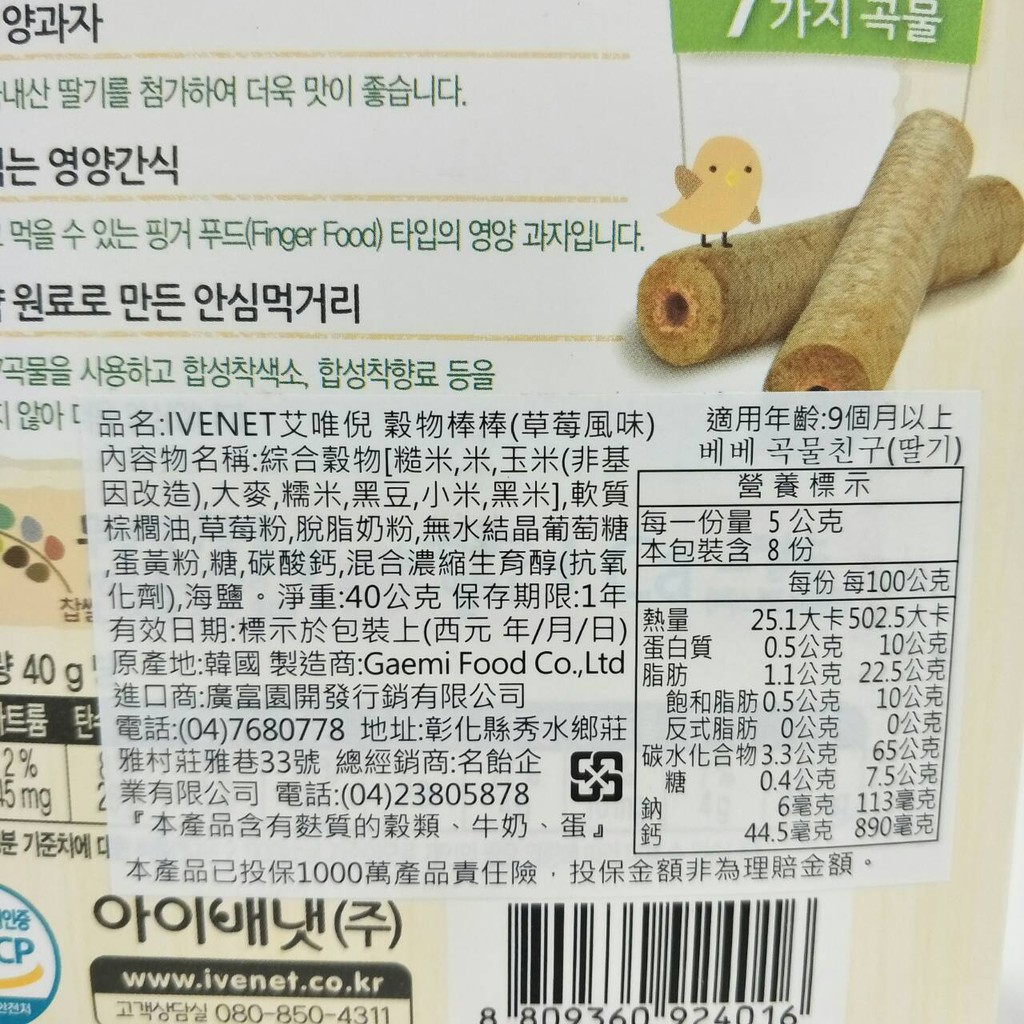 양과자
7가지 곡물
내산 딸기를 첨가하여 더욱 맛이 좋습니다.
는 영양간식
먹을 수 있는 핑거 푸드(Finger Food) 타입의 영양 과자입니다.
원료로 만든 안심먹거리
곡물을 사용하고 합성착색소, 합성착향료 등을
지 않아
品名:IVENET艾唯倪 穀物棒棒(草莓風味)
適用年齡:9個月以上
베베 곡물친구(딸기)
內容物名稱:綜合穀物[糙米,米,玉米(非基
因改造),大麥,糯米,黑豆,小米,黑米],軟質
棕櫚油,草莓粉,脫脂奶粉,無水結晶葡萄糖
,蛋黃粉,糖,碳酸鈣,混合濃縮生育醇(抗氧
化劑),海鹽。淨重:40公克 保存期限:1年
有效日期:標示於包裝上(西元 年/月/日)
原產地:韓國 製造商:Gaemi Food Co.,Ltd
進口商:廣富園開發行銷有限公司
電話:(04)7680778 地址:彰化縣秀水鄉莊
雅村莊雅巷33號 總經銷商:名飴企
業有限公司 電話:(04)23805878
『本產品含有麩質的穀類、牛奶、蛋』
營養標示
每一份量 5 公克
本包裝含 8 份
每份 每100公克
熱量 25.1大卡 502.5大卡
蛋白質 0.5公克 10公克
脂肪 1.1公克 22.5公克
飽和脂肪 0.5公克 10公克
反式脂肪 0公克 0公克
碳水化合物 3.3公克 65公克
糖 0.4公克 7.5公克
鈉 6毫克 113毫克
鈣 44.5毫克 890毫克
本產品已投保1000萬產品責任險，投保金額非為理賠金額。
찹쌀
량 40 g
트륨 탄
2%
45 mg
분 기준치에 대
인증
CP
안전처
아이배냇(주)
www.ivenet.co.kr
고객상담실 080-850-4311
8 809360 924016